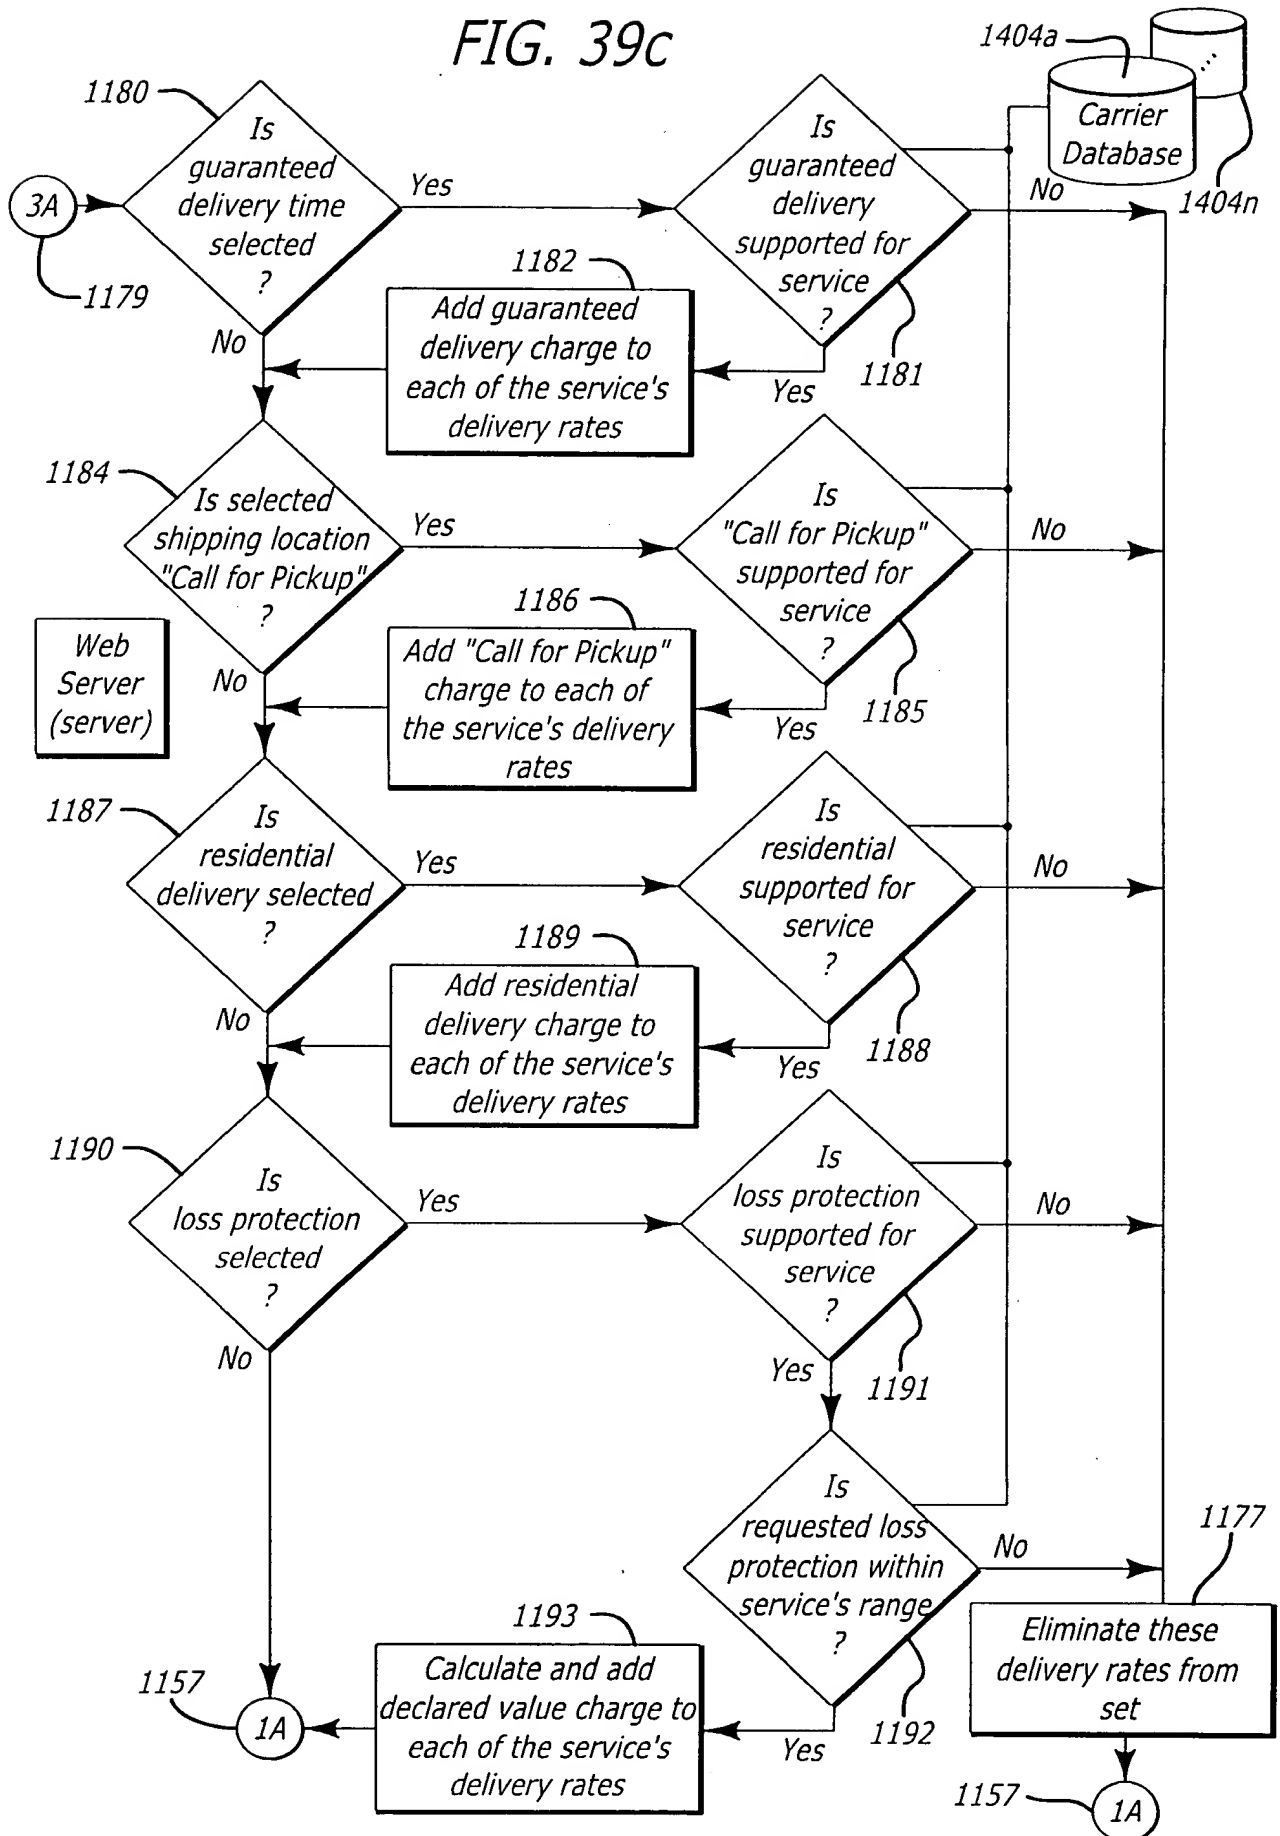 FIG. 39c
1404a
Carrier
Database
1404n
1180
Is
guaranteed
delivery time
selected
?
Yes
Is
guaranteed
delivery
supported for
service
?
No
3A
1179
1181
1182
Add guaranteed
delivery charge to
each of the service's
delivery rates
No
Yes
1184
Is selected
shipping location
"Call for Pickup"
?
Yes
Is
"Call for Pickup"
supported for
service
?
No
1185
Web
Server
(server)
1186
Add "Call for Pickup"
charge to each of
the service's delivery
rates
No
Yes
1187
Is
residential
delivery selected
?
Yes
Is
residential
supported for
service
?
No
1188
1189
Add residential
delivery charge to
each of the service's
delivery rates
No
Yes
1190
Is
loss protection
selected
?
Yes
Is
loss protection
supported for
service
?
No
1191
No
Yes
Is
requested loss
protection within
service's range
?
No
1192
1177
Eliminate these
delivery rates from
set
1193
Calculate and add
declared value charge to
each of the service's
delivery rates
Yes
1157
1A
1157
1A